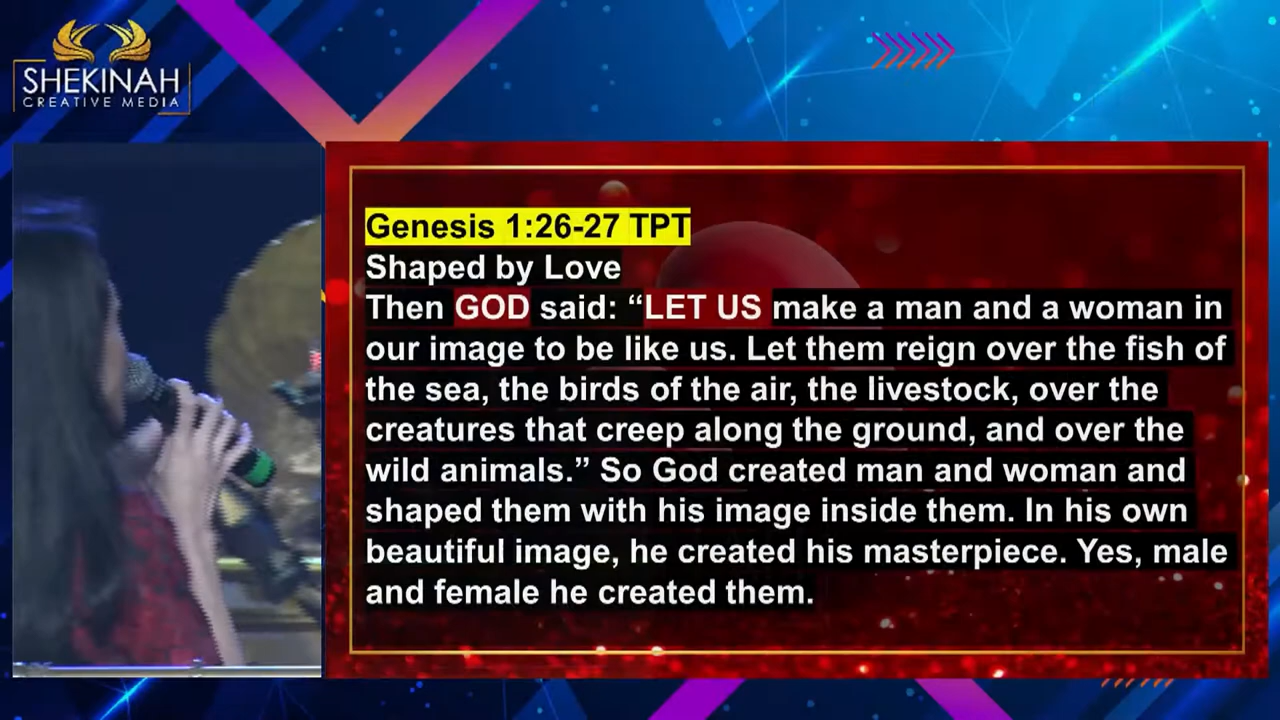 SHEKINAH
CREATIVE MEDIA
Genesis 1:26-27 TPT
Shaped by Love
Then GOD said: “LET US make a man and a woman in
our image to be like us. Let them reign over the fish of
the sea, the birds of the air, the livestock, over the
creatures that creep along the ground, and over the
wild animals.” So God created man and woman and
shaped them with his image inside them. In his own
beautiful image, he created his masterpiece. Yes, male
and female he created them.